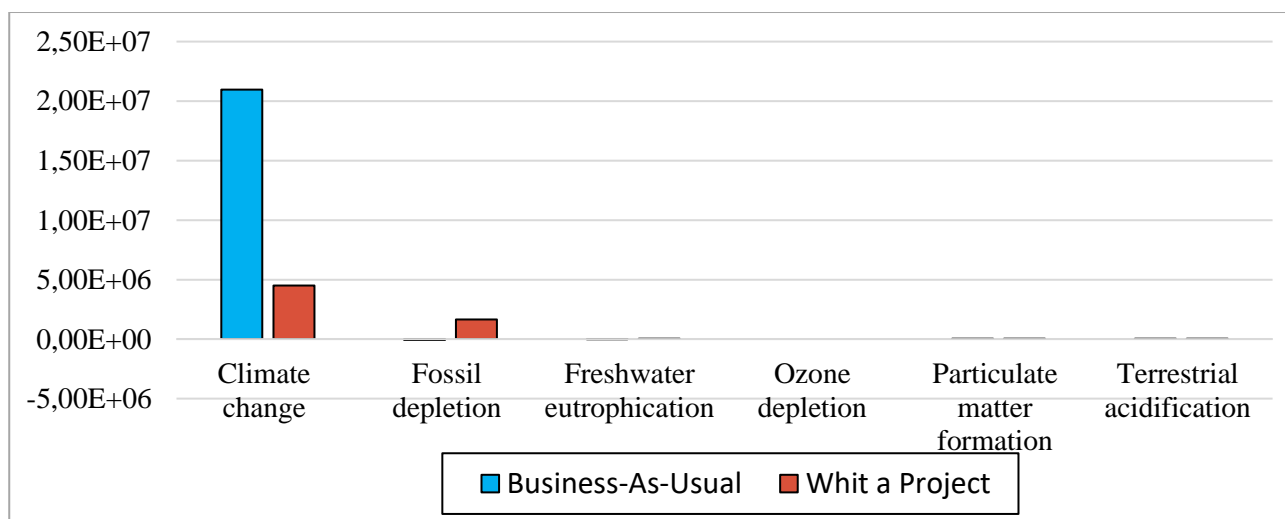 2,50E+07
2,00E+07
1,50E+07
1,00E+07
5,00E+06
0,00E+00
-5,00E+06
Climate
change
Fossil
depletion
Freshwater
eutrophication
Ozone
depletion
Particulate
matter
formation
Terrestrial
acidification
Business-As-Usual
Whit a Project